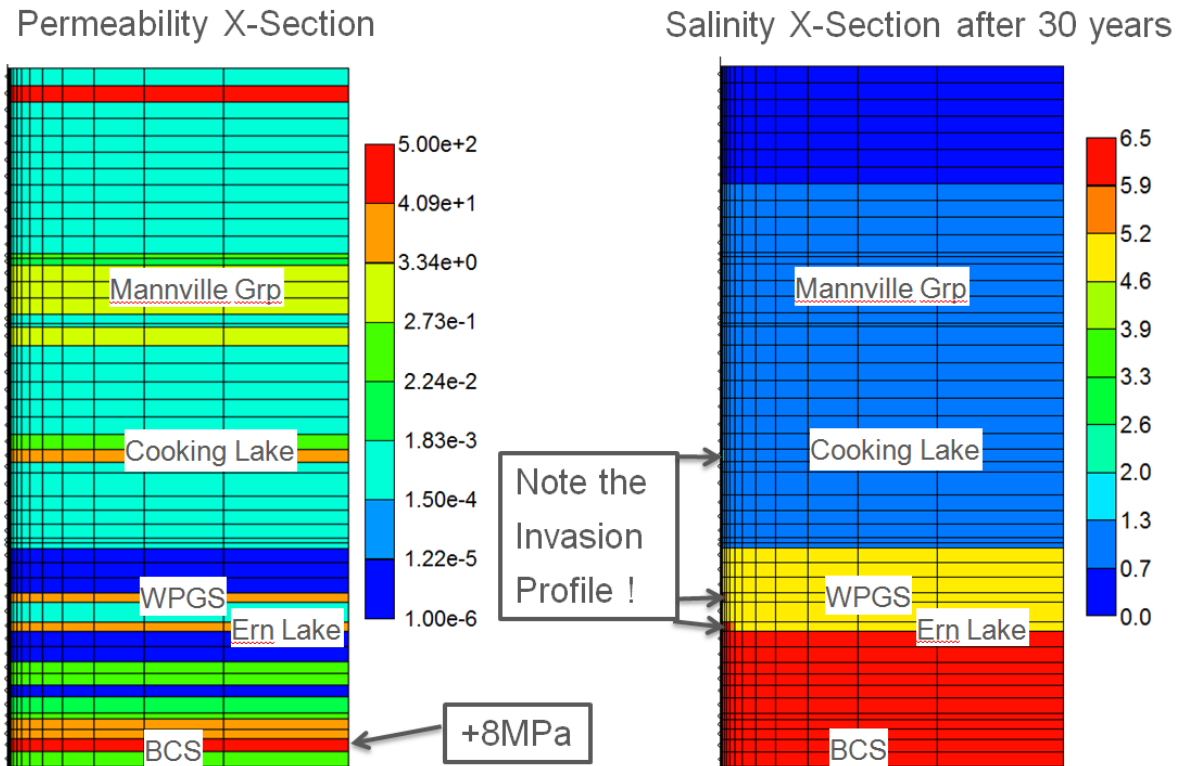 Permeability X-Section
Salinity X-Section after 30 years
5.00e+2
4.09e+1
3.34e+0
2.73e-1
2.24e-2
1.83e-3
1.50e-4
1.22e-5
1.00e-6
Mannville Grp
Cooking Lake
WPGS
Ern Lake
BCS
+8MPa
Note the
Invasion
Profile !
Mannville Grp
Cooking Lake
WPGS
Ern Lake
BCS
6.5
5.9
5.2
4.6
3.9
3.3
2.6
2.0
1.3
0.7
0.0